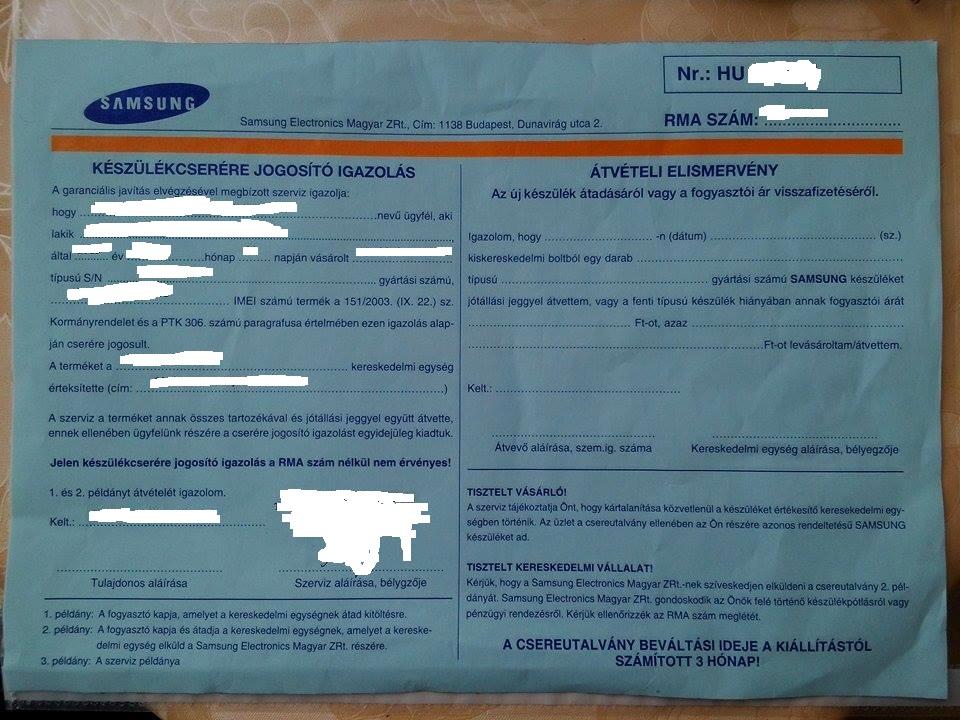 SAMSUNG
Samsung Electronics Magyar ZRt., Cím: 1138 Budapest, Dunavirág utca 2.
Nr.: HU
RMA SZÁM:
KÉSZÜLÉKCSERÉRE JOGOSÍTÓ IGAZOLÁS
A garanciális javítás elvégzésével megbízott szerviz igazolja:
hogy nevű ügyfél, aki
lakik
által év hónap napján vásárolt
típusú S/N gyártási számú,
IMEI számú termék a 151/2003. (IX. 22.) sz.
Kormányrendelet és a PTK 306. számú paragrafusa értelmében ezen igazolás alap-
ján cserére jogosult.
A terméket a kereskedelmi egység
értéksítette (cím: )
A szerviz a terméket annak összes tartozékával és jótállási jeggyel együtt átvette,
ennek ellenében ügyfelünk részére a cserére jogosító igazolást egyidejűleg kiadtuk.
Jelen készülékcserére jogosító igazolás a RMA szám nélkül nem érvényes!
1. és 2. példányt átvételét igazolom.
Kelt.:
Tulajdonos aláírása Szerviz aláírása, bélyegzője
1. példány: A fogyasztó kapja, amelyet a kereskedelmi egységnek átad kitöltésre.
2. példány: A fogyasztó kapja és átadja a kereskedelmi egységnek, amelyet a kereske-
delmi egység elküld a Samsung Electronics Magyar ZRt. részére.
3. példány: A szerviz példánya
ÁTVÉTELI ELISMERVÉNY
Az új készülék átadásáról vagy a fogyasztói ár visszafizetéséről.
Igazolom, hogy -n (dátum) (sz.)
kiskereskedelmi boltból egy darab
típusú gyártási számú SAMSUNG készüléket
jótállási jeggyel átvettem, vagy a fenti típusú készülék hiányában annak fogyasztói árát
Ft-ot, azaz
Ft-ot levásároltam/átvettem.
Kelt.:
Átvevő aláírása, szem.ig. száma Kereskedelmi egység aláírása, bélyegzője
TISZTELT VÁSÁRLÓ!
A szerviz tájékoztatja Önt, hogy kártalanítása közvetlenül a készüléket értékesítő keresekedelmi egy-
ségben történik. Az üzlet a csereutalvány ellenében az Ön részére azonos rendeltetésű SAMSUNG
készüléket ad.
TISZTELT KERESKEDELMI VÁLLALAT!
Kérjük, hogy a Samsung Electronics Magyar ZRt.-nek szíveskedjen elküldeni a csereutalvány 2. pél-
dányát. Samsung Electronics Magyar ZRt. gondoskodik az Önök felé történő készülékpótlásról vagy
pénzügyi rendezésről. Kérjük ellenőrizzék az RMA szám meglétét.
A CSEREUTALVÁNY BEVÁLTÁSI IDEJE A KIÁLLÍTÁSTÓL
SZÁMÍTOTT 3 HÓNAP!